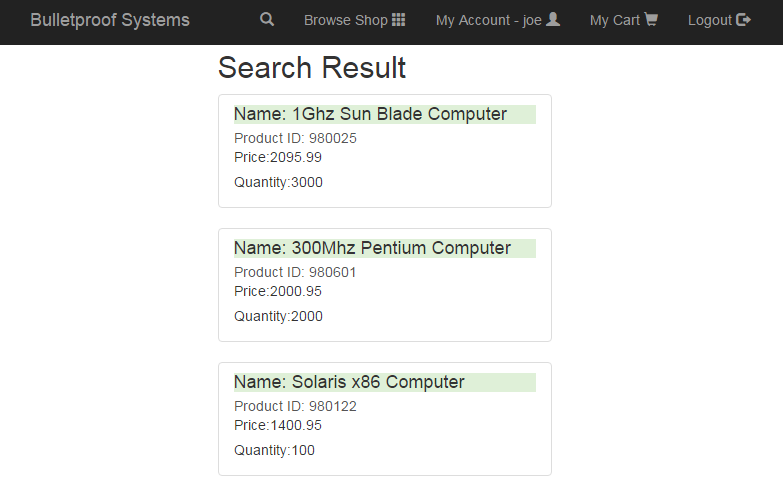 Bulletproof Systems Browse Shop My Account - joe My Cart Logout
Search Result
Name: 1Ghz Sun Blade Computer
Product ID: 980025
Price:2095.99
Quantity:3000
Name: 300Mhz Pentium Computer
Product ID: 980601
Price:2000.95
Quantity:2000
Name: Solaris x86 Computer
Product ID: 980122
Price:1400.95
Quantity:100